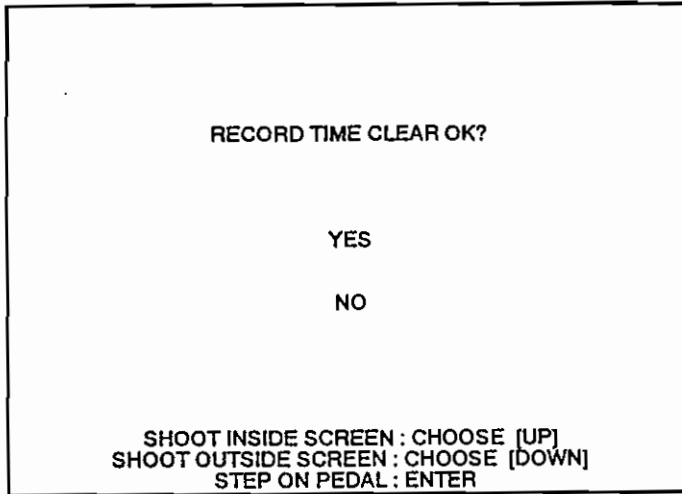 RECORD TIME CLEAR OK?
YES
NO
SHOOT INSIDE SCREEN : CHOOSE [UP]
SHOOT OUTSIDE SCREEN : CHOOSE [DOWN]
STEP ON PEDAL : ENTER